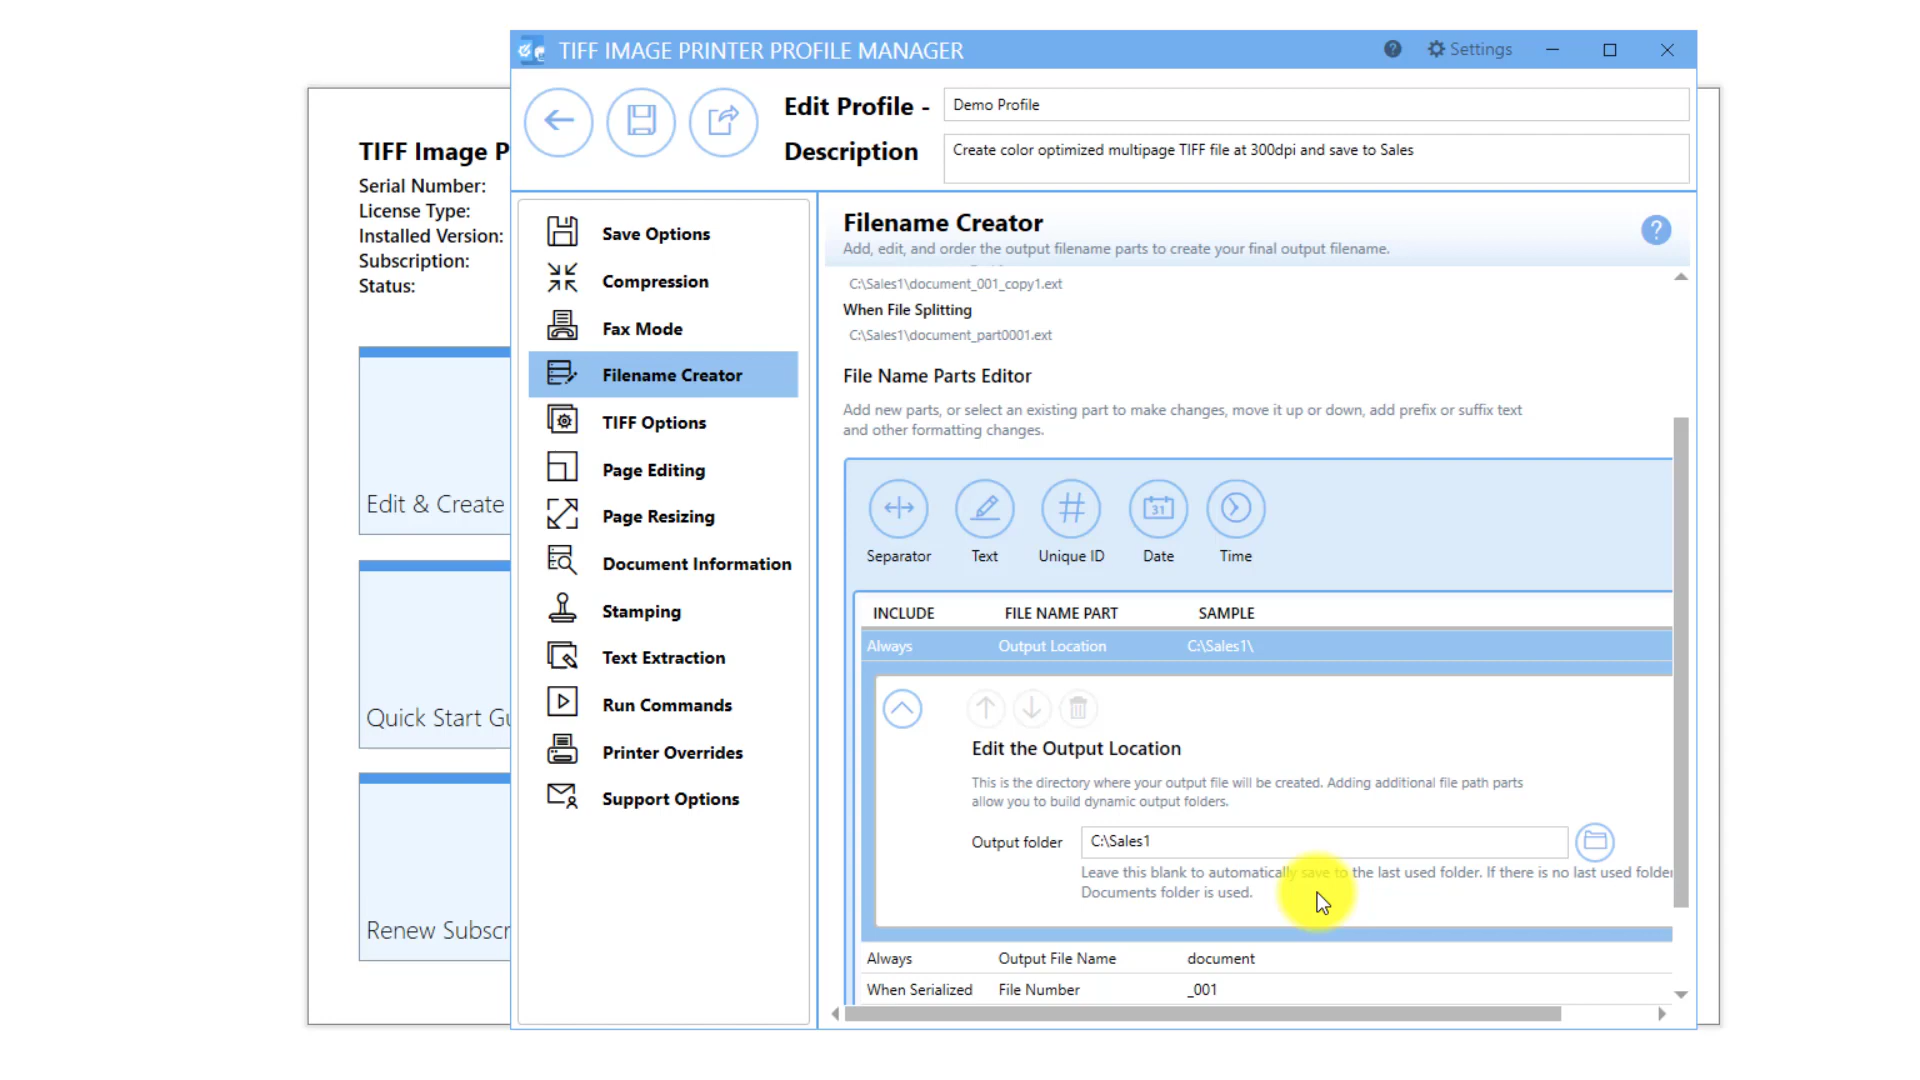 TIFF IMAGE PRINTER PROFILE MANAGER
Settings
Edit Profile -
Demo Profile
Description
Create color optimized multipage TIFF file at 300dpi and save to Sales
TIFF Image P
Serial Number:
License Type:
Installed Version:
Subscription:
Status:
Edit & Create
Quick Start Gu
Renew Subscr
Save Options
Compression
Fax Mode
Filename Creator
TIFF Options
Page Editing
Page Resizing
Document Information
Stamping
Text Extraction
Run Commands
Printer Overrides
Support Options
Filename Creator
Add, edit, and order the output filename parts to create your final output filename.
C:\Sales1\document_001_copy1.ext
When File Splitting
C:\Sales1\document_part0001.ext
File Name Parts Editor
Add new parts, or select an existing part to make changes, move it up or down, add prefix or suffix text
and other formatting changes.
31
Separator Text Unique ID Date Time
INCLUDE FILE NAME PART SAMPLE
Always Output Location C:\Sales1\
Edit the Output Location
This is the directory where your output file will be created. Adding additional file path parts
allow you to build dynamic output folders.
Output folder C:\Sales1
Leave this blank to automatically save to the last used folder. If there is no last used folder
Documents folder is used.
Always Output File Name document
When Serialized File Number _001